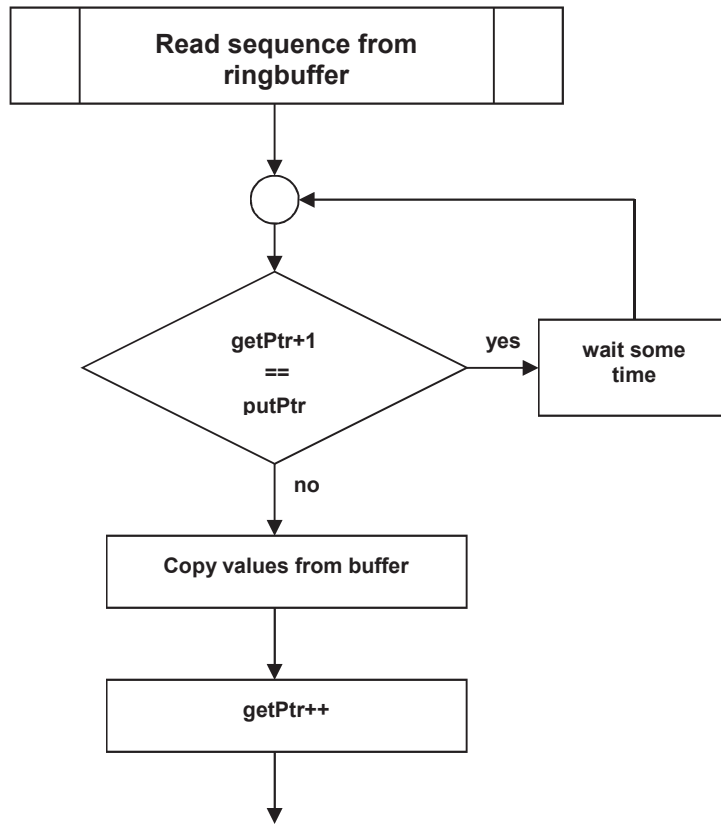 Read sequence from
ringbuffer
getPtr+1
==
putPtr
yes
wait some
time
no
Copy values from buffer
getPtr++